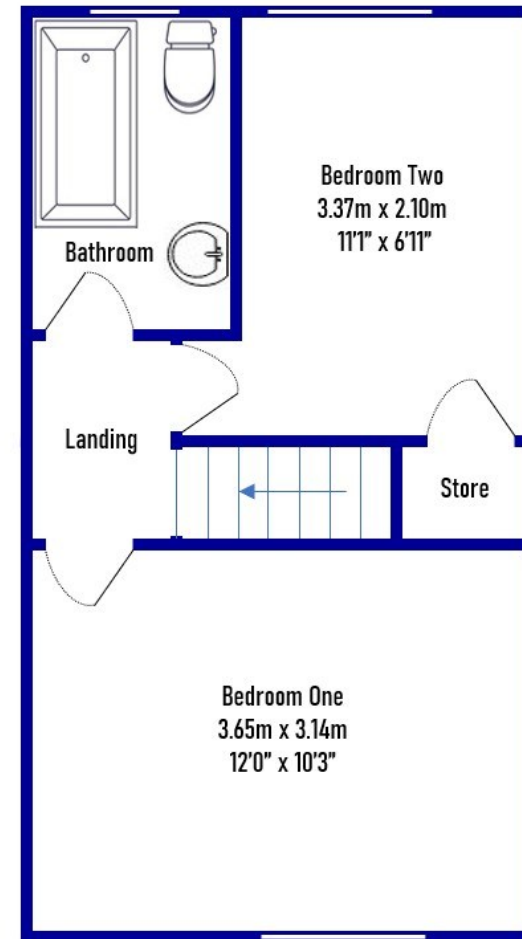 Bedroom Two
3.37m x 2.10m
11'1" x 6'11"
Bathroom
Landing
Store
Bedroom One
3.65m x 3.14m
12'0" x 10'3"